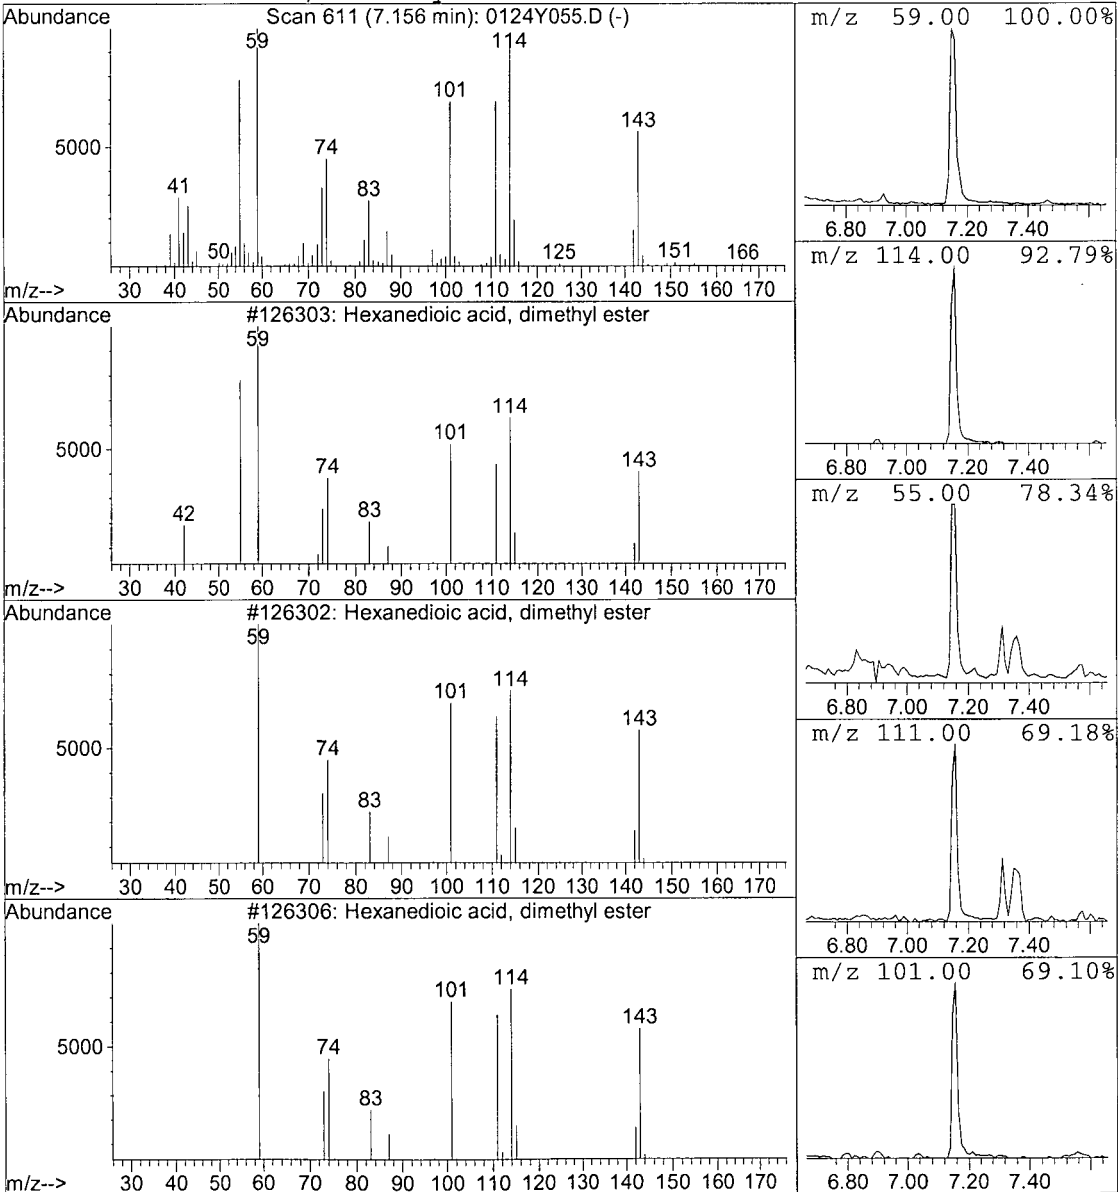 Abundance Scan 611 (7.156 min): 0124Y055.D (-)
59 114
101
143
5000
74
41 83
50 125 151 166
m/z--> 30 40 50 60 70 80 90 100 110 120 130 140 150 160 170
Abundance #126303: Hexanedioic acid, dimethyl ester
59
114
101
5000
74 143
42 83
m/z--> 30 40 50 60 70 80 90 100 110 120 130 140 150 160 170
Abundance #126302: Hexanedioic acid, dimethyl ester
59
114
101
143
5000 74
83
m/z--> 30 40 50 60 70 80 90 100 110 120 130 140 150 160 170
Abundance #126306: Hexanedioic acid, dimethyl ester
59
114
101
143
5000 74
83
m/z--> 30 40 50 60 70 80 90 100 110 120 130 140 150 160 170
m/z 59.00 100.00%
6.80 7.00 7.20 7.40
m/z 114.00 92.79%
6.80 7.00 7.20 7.40
m/z 55.00 78.34%
6.80 7.00 7.20 7.40
m/z 111.00 69.18%
6.80 7.00 7.20 7.40
m/z 101.00 69.10%
6.80 7.00 7.20 7.40